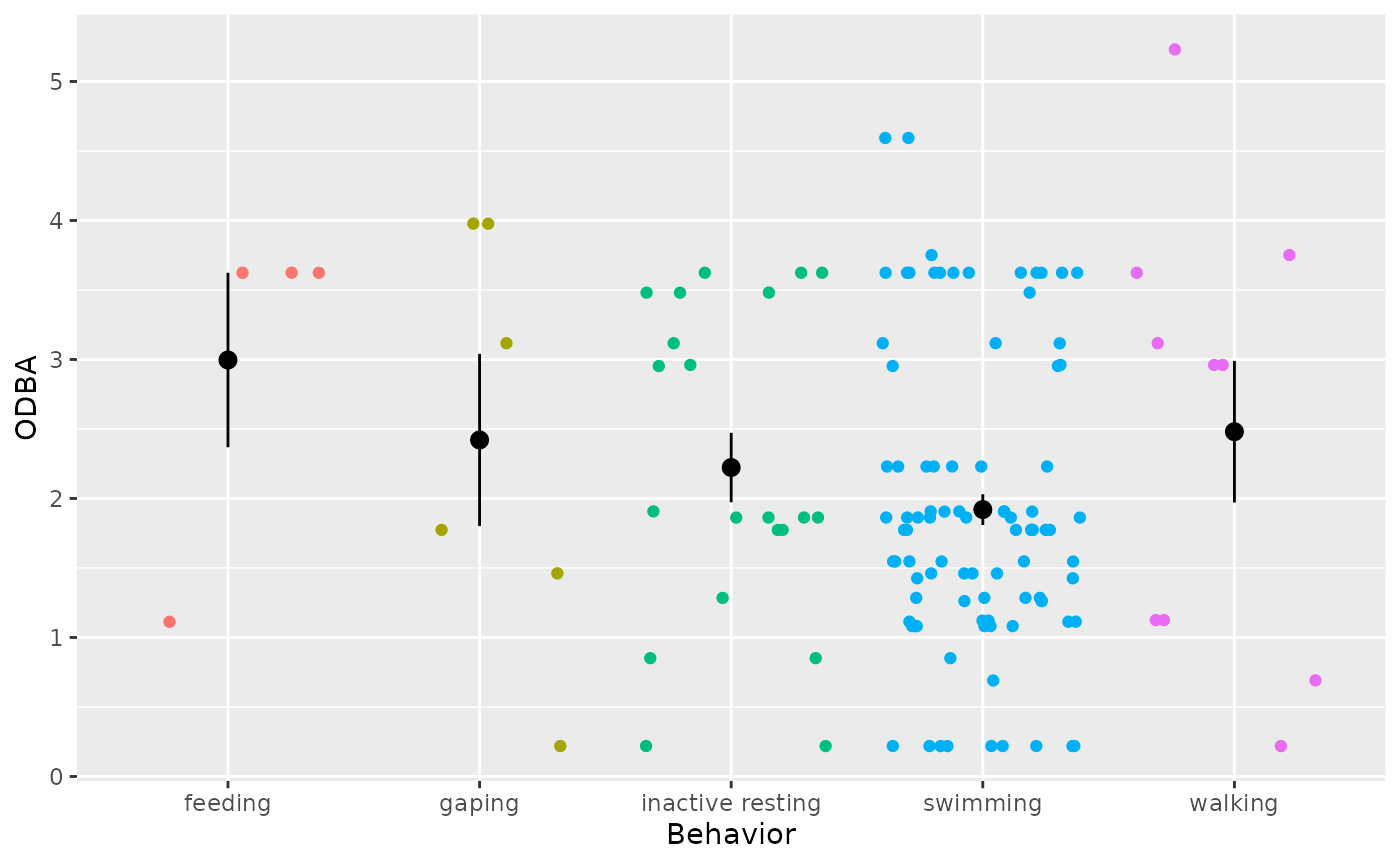 5
4
3
2
1
0
ODBA
feeding
gaping
inactive resting
swimming
walking
Behavior